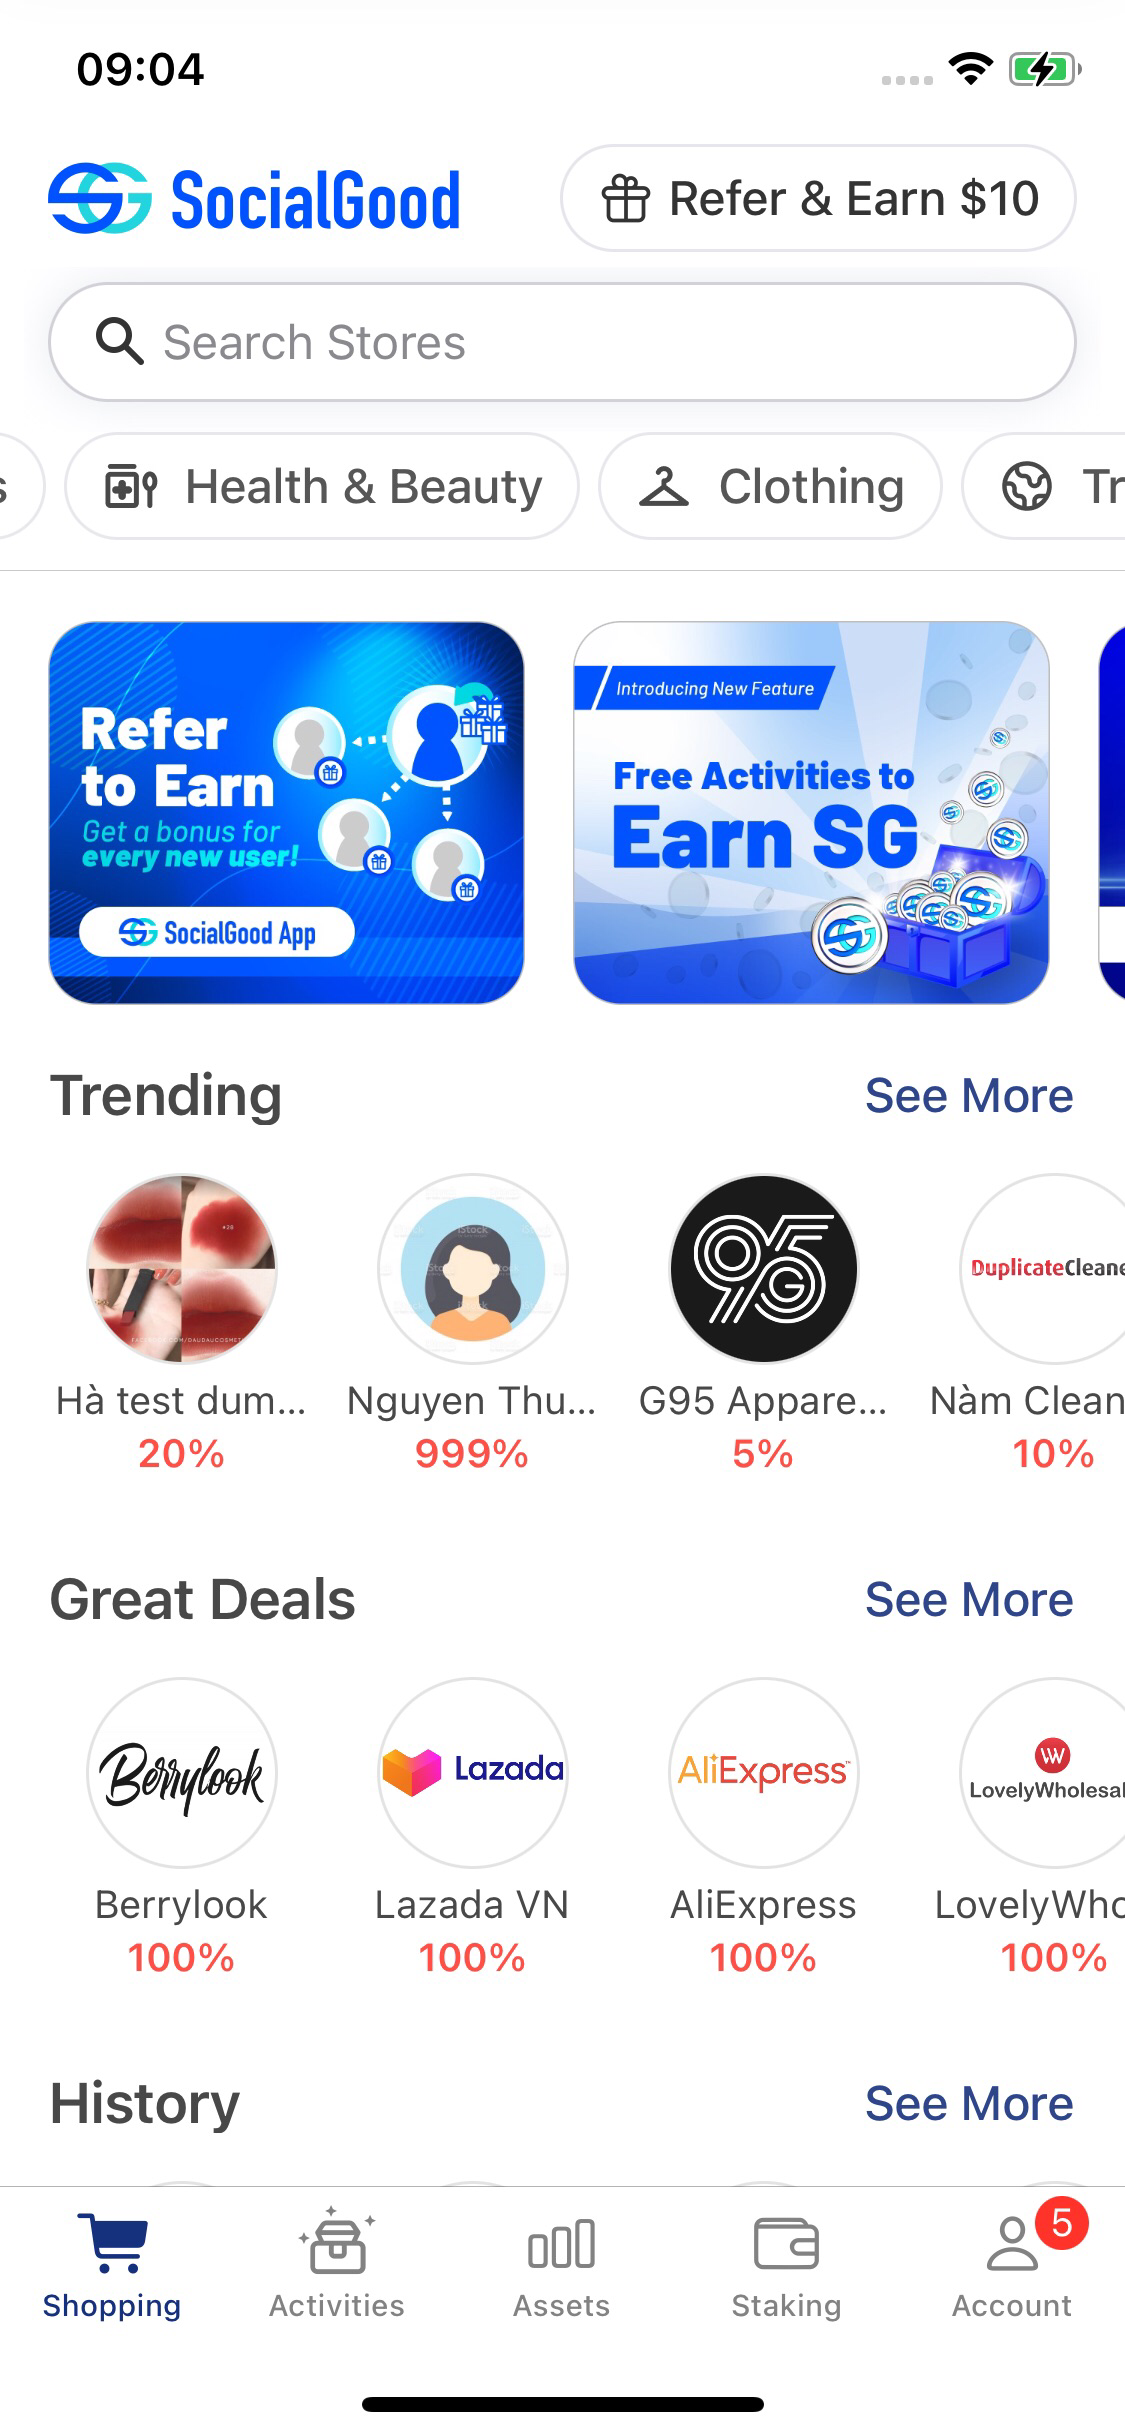 09:04
SocialGood
Refer & Earn $10
Search Stores
s
Health & Beauty
Clothing
Tr
Refer
to Earn
Get a bonus for
every new user!
SocialGood App
Introducing New Feature
Free Activities to
Earn SG
Trending
See More
95
G
DuplicateCleane
Hà test dum...
Nguyen Thu...
G95 Appare...
Nàm Clean
20%
999%
5%
10%
Great Deals
See More
Berrylook
Lazada
AliExpress
LovelyWholesal
Berrylook
Lazada VN
AliExpress
LovelyWho
100%
100%
100%
100%
History
See More
5
Shopping
Activities
Assets
Staking
Account